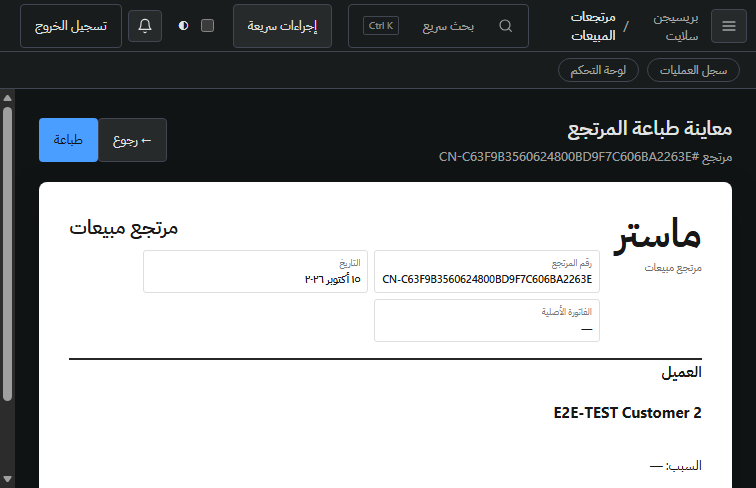 بريسيجن سلايت
/
مرتجعات المبيعات
بحث سريع
Ctrl K
إجراءات سريعة
تسجيل الخروج
سجل العمليات
لوحة التحكم
معاينة طباعة المرتجع
مرتجع #CN-C63F9B3560624800BD9F7C606BA2263E
← رجوع
طباعة
ماستر
مرتجع مبيعات
مرتجع مبيعات
رقم المرتجع
CN-C63F9B3560624800BD9F7C606BA2263E
التاريخ
١٥ أكتوبر ٢٠٢٦
الفاتورة الأصلية
—
العميل
E2E-TEST Customer 2
السبب: —